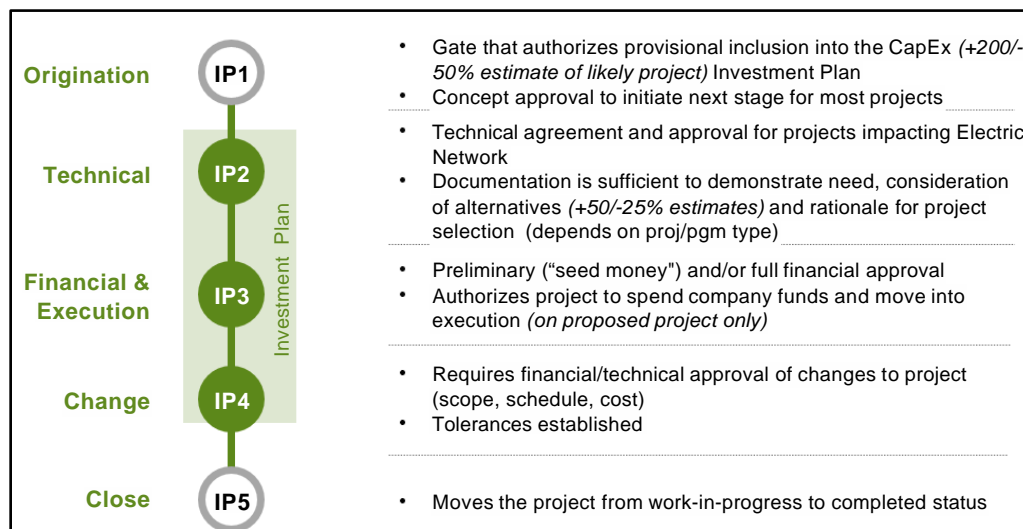 Origination
IP1
• Gate that authorizes provisional inclusion into the CapEx (+200/-
50% estimate of likely project) Investment Plan
• Concept approval to initiate next stage for most projects
Technical
IP2
• Technical agreement and approval for projects impacting Electric
Network
• Documentation is sufficient to demonstrate need, consideration
of alternatives (+50/-25% estimates) and rationale for project
selection (depends on proj/pgm type)
Investment Plan
Financial &
Execution
IP3
• Preliminary (“seed money") and/or full financial approval
• Authorizes project to spend company funds and move into
execution (on proposed project only)
Change
IP4
• Requires financial/technical approval of changes to project
(scope, schedule, cost)
• Tolerances established
Close
IP5
• Moves the project from work-in-progress to completed status